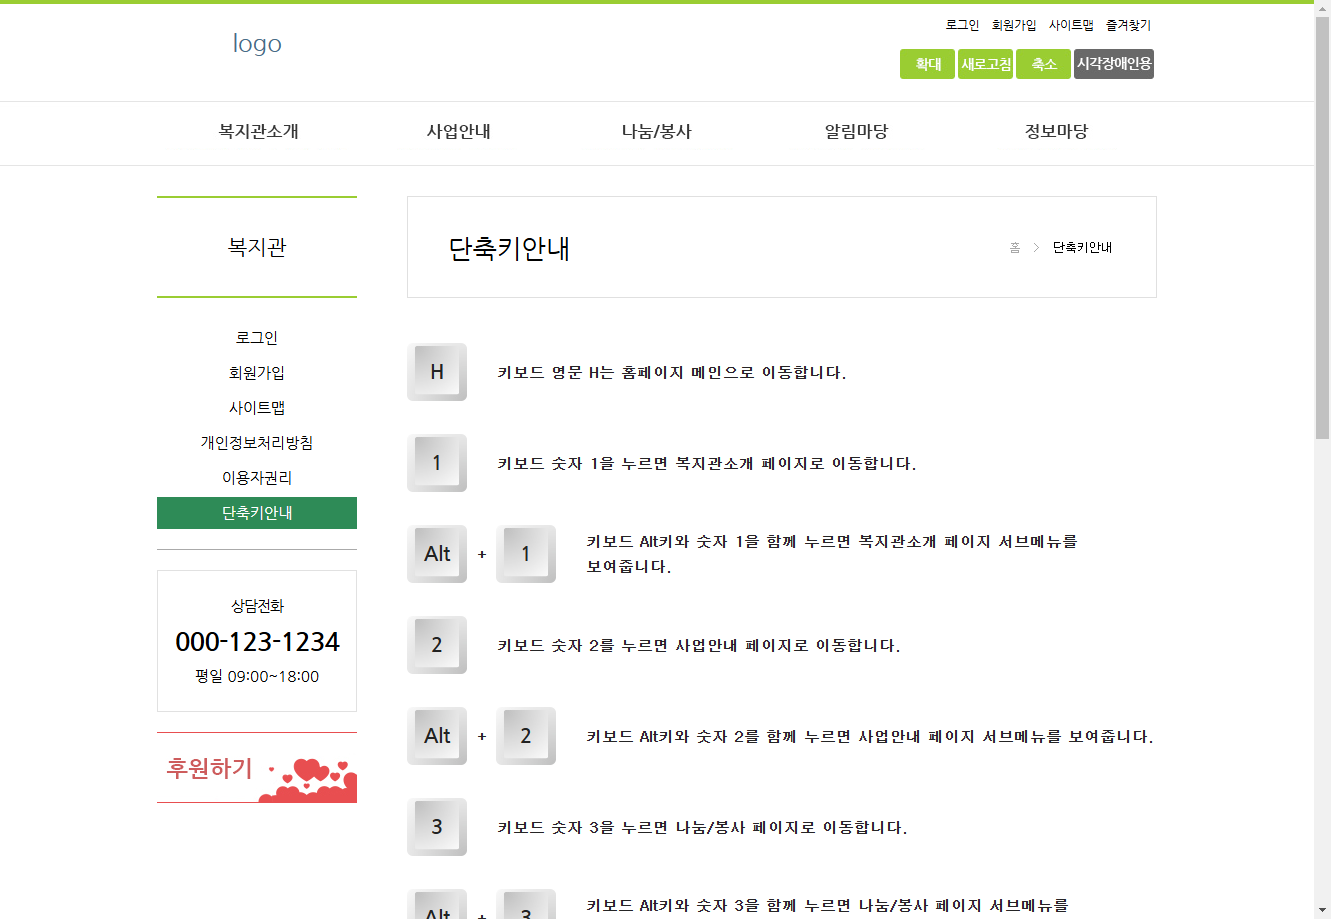 logo
로그인 회원가입 사이트맵 즐겨찾기
확대 새로고침 축소 시각장애인용
복지관소개 사업안내 나눔/봉사 알림마당 정보마당
복지관
로그인
회원가입
사이트맵
개인정보처리방침
이용자권리
단축키안내
상담전화
000-123-1234
평일 09:00~18:00
후원하기
단축키안내
홈 > 단축키안내
H 키보드 영문 H는 홈페이지 메인으로 이동합니다.
1 키보드 숫자 1을 누르면 복지관소개 페이지로 이동합니다.
Alt + 1 키보드 Alt키와 숫자 1을 함께 누르면 복지관소개 페이지 서브메뉴를
보여줍니다.
2 키보드 숫자 2를 누르면 사업안내 페이지로 이동합니다.
Alt + 2 키보드 Alt키와 숫자 2를 함께 누르면 사업안내 페이지 서브메뉴를 보여줍니다.
3 키보드 숫자 3을 누르면 나눔/봉사 페이지로 이동합니다.
Alt + 3 키보드 Alt키와 숫자 3을 함께 누르면 나눔/봉사 페이지 서브메뉴를